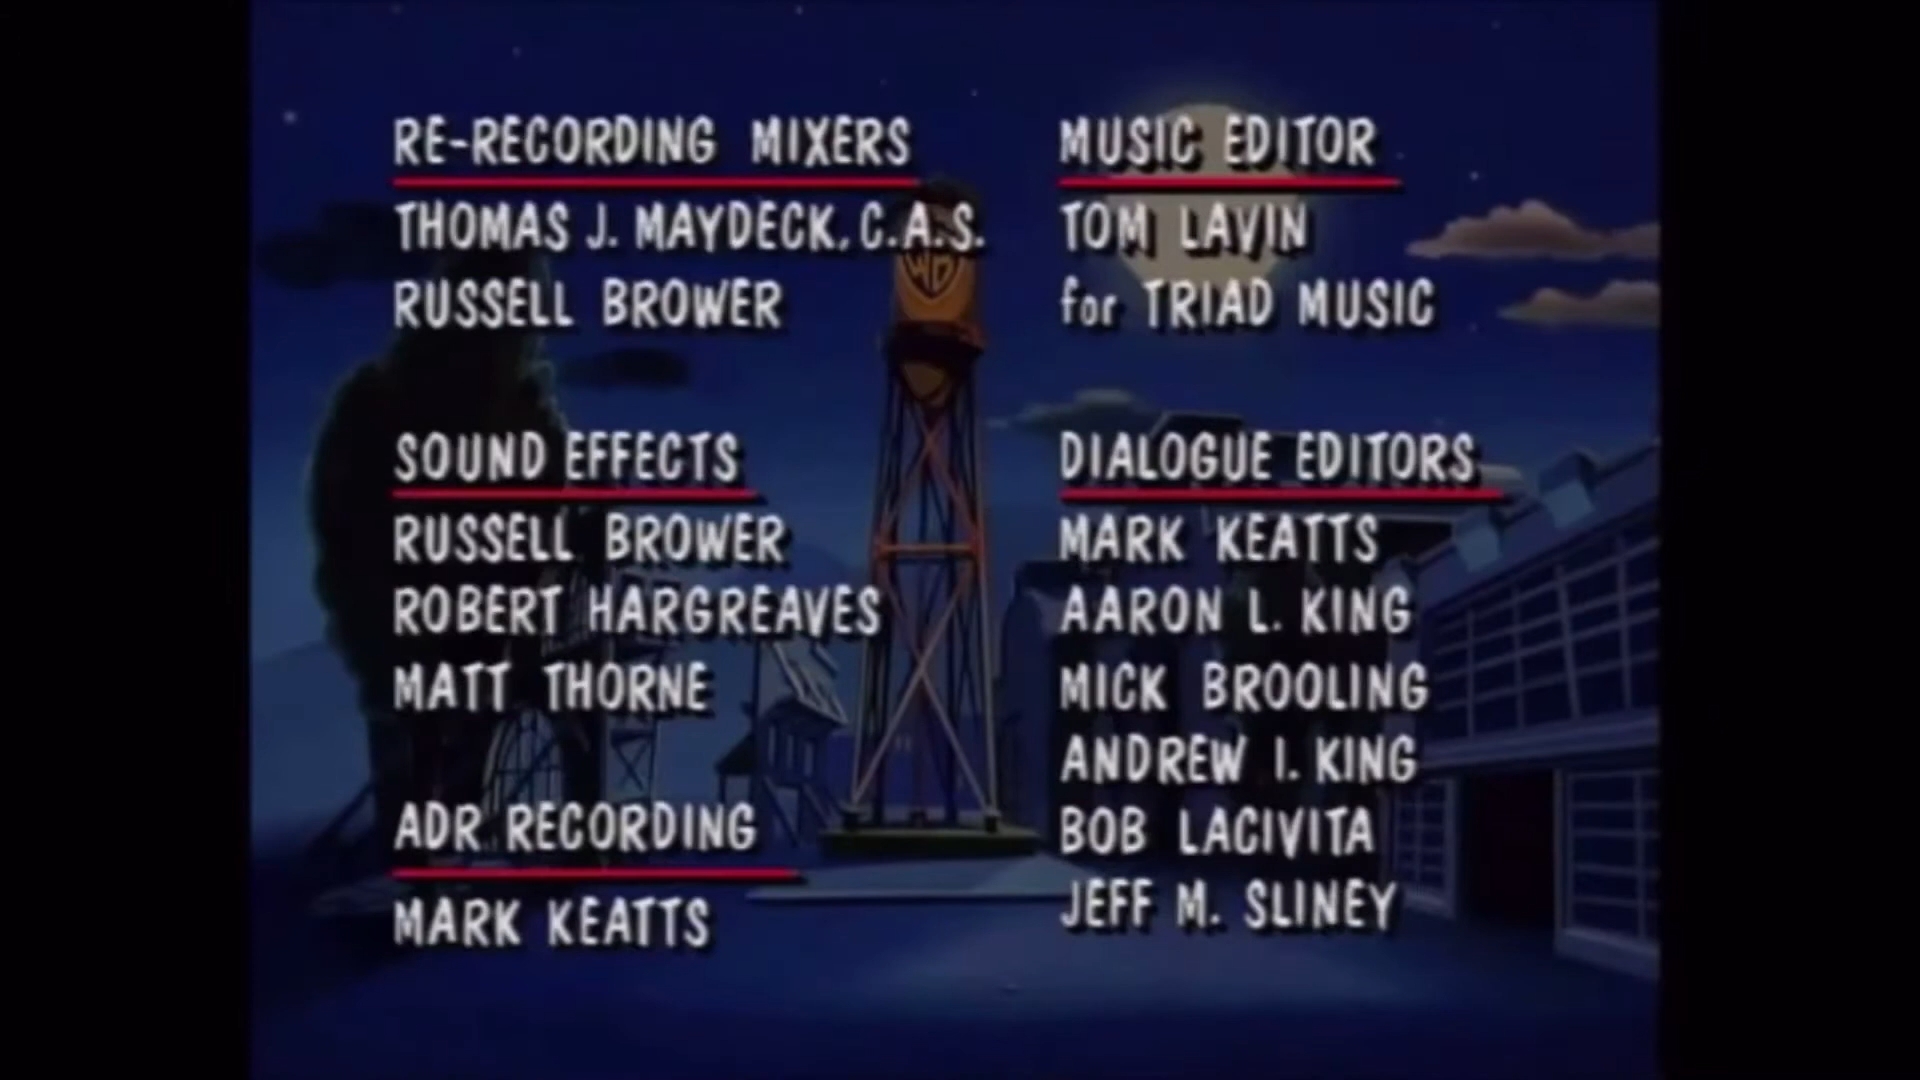 RE-RECORDING MIXERS
THOMAS J. MAYDECK, C.A.S.
RUSSELL BROWER
SOUND EFFECTS
RUSSELL BROWER
ROBERT HARGREAVES
MATT THORNE
ADR RECORDING
MARK KEATTS
MUSIC EDITOR
TOM LAVIN
for TRIAD MUSIC
DIALOGUE EDITORS
MARK KEATTS
AARON L. KING
MICK BROOLING
ANDREW I. KING
BOB LACIVITA
JEFF M. SLINEY
WB